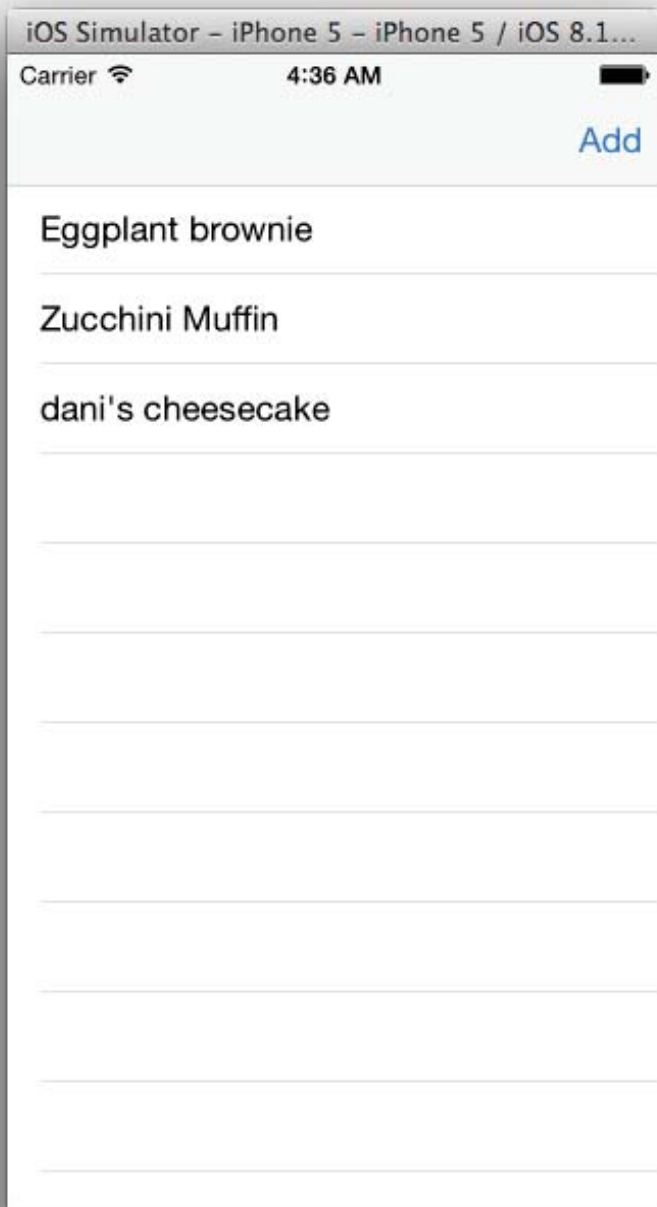 iOS Simulator – iPhone 5 – iPhone 5 / iOS 8.1...
Carrier 4:36 AM
Add
Eggplant brownie
Zucchini Muffin
dani's cheesecake